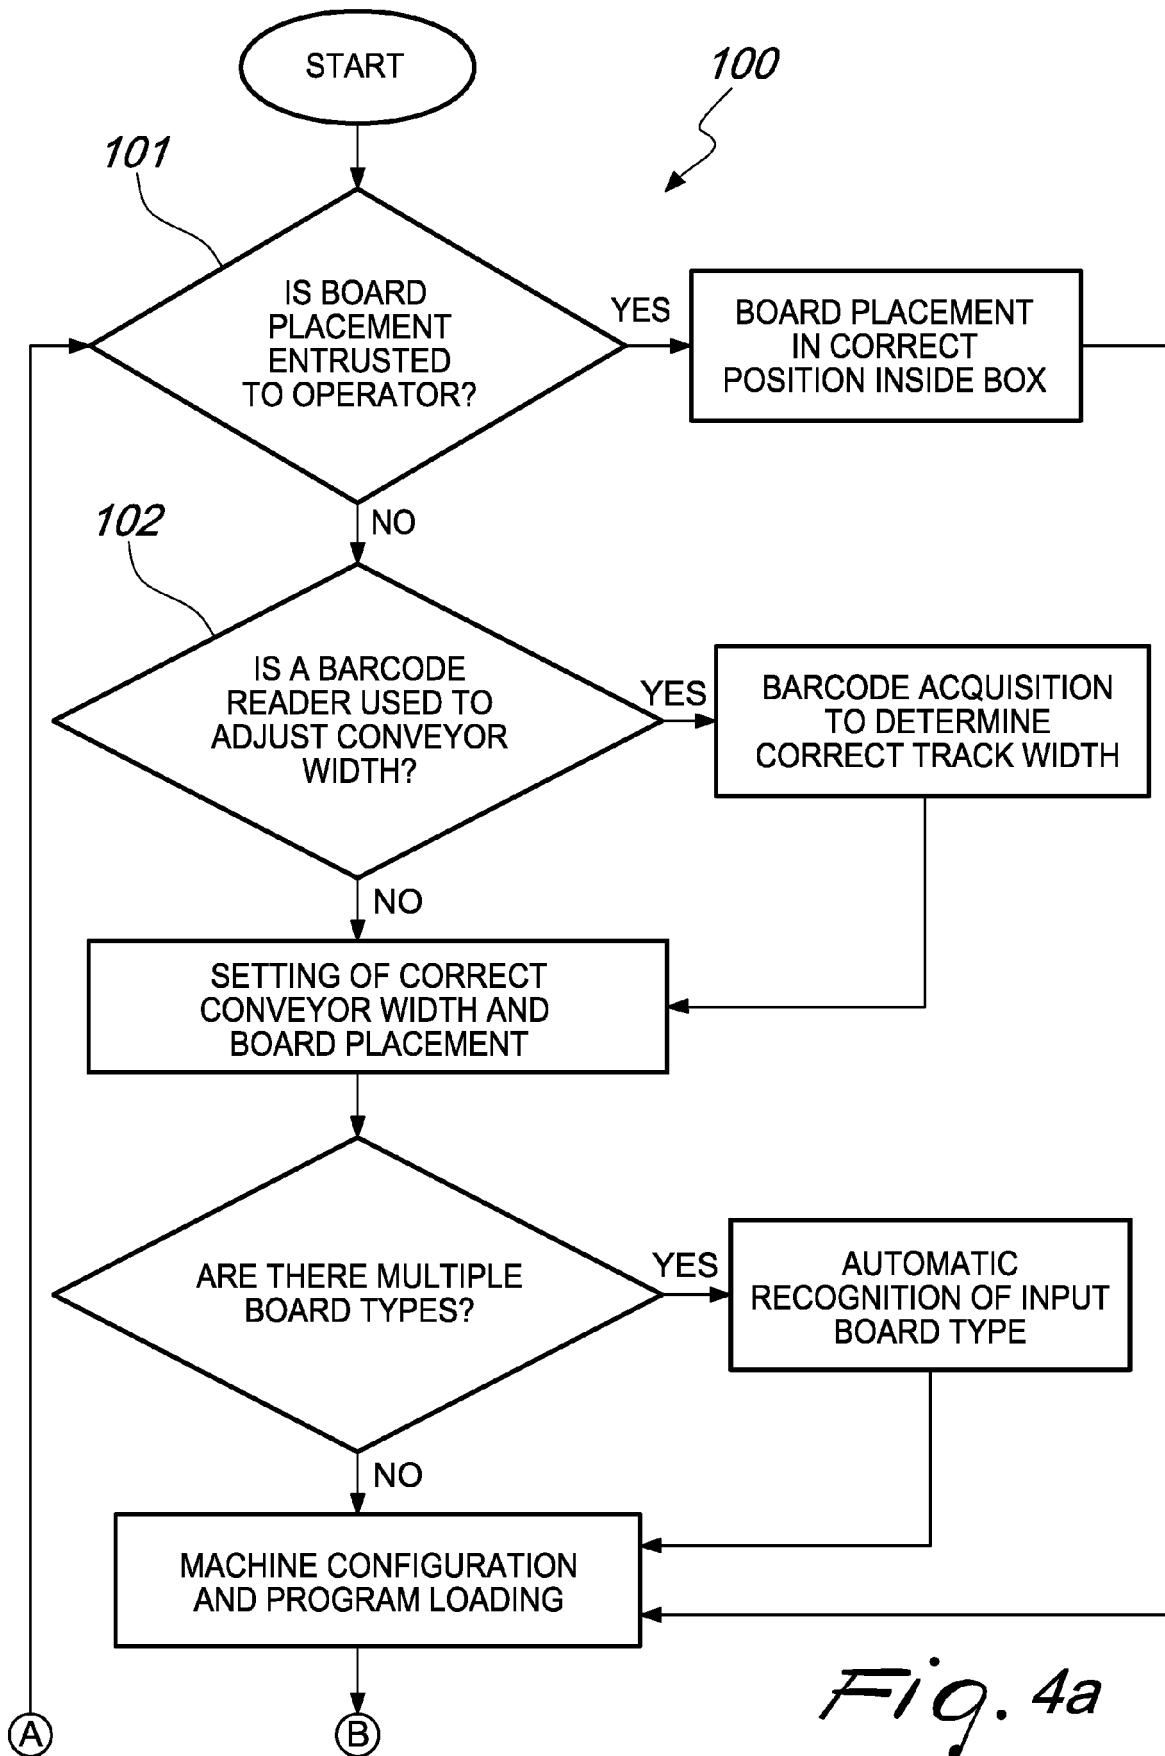 START
100
101
IS BOARD
PLACEMENT
ENTRUSTED
TO OPERATOR?
YES
BOARD PLACEMENT
IN CORRECT
POSITION INSIDE BOX
NO
102
IS A BARCODE
READER USED TO
ADJUST CONVEYOR
WIDTH?
YES
BARCODE ACQUISITION
TO DETERMINE
CORRECT TRACK WIDTH
NO
SETTING OF CORRECT
CONVEYOR WIDTH AND
BOARD PLACEMENT
ARE THERE MULTIPLE
BOARD TYPES?
YES
AUTOMATIC
RECOGNITION OF INPUT
BOARD TYPE
NO
MACHINE CONFIGURATION
AND PROGRAM LOADING
A
B
Fig. 4a